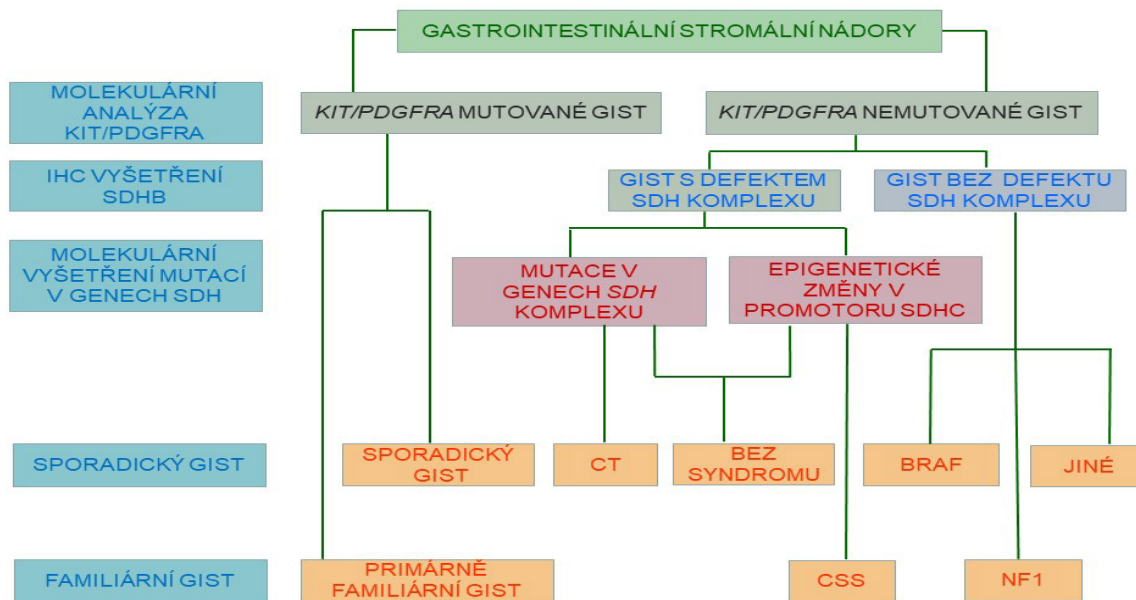 GASTROINTESTINÁLNÍ STROMÁLNÍ NÁDORY
MOLEKULÁRNÍ
ANALÝZA
KIT/PDGFRA
KIT/PDGFRA MUTOVANÉ GIST
KIT/PDGFRA NEMUTOVANÉ GIST
IHC VYŠETŘENÍ
SDHB
GIST S DEFEKTEM
SDH KOMPLEXU
GIST BEZ DEFEKTU
SDH KOMPLEXU
MOLEKULÁRNÍ
VYŠETŘENÍ MUTACÍ
V GENECH SDH
MUTACE V
GENECH SDH
KOMPLEXU
EPIGENETICKÉ
ZMĚNY V
PROMOTORU SDHC
SPORADICKÝ GIST
SPORADICKÝ
GIST
CT
BEZ
SYNDROMU
BRAF
JINÉ
FAMILIÁRNÍ GIST
PRIMÁRNĚ
FAMILIÁRNÍ GIST
CSS
NF1